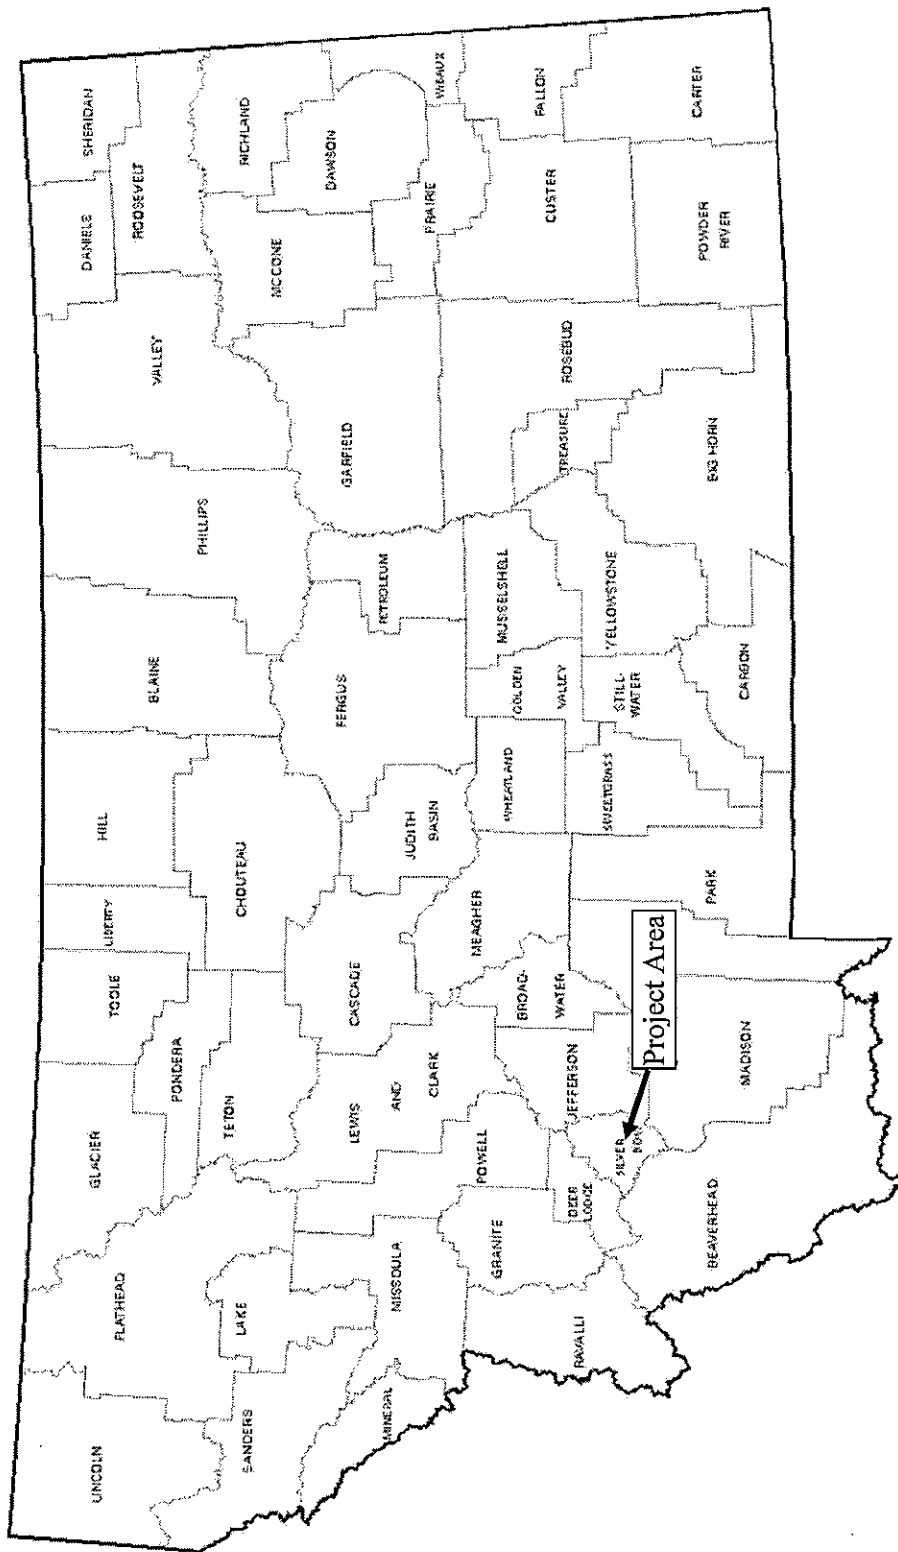 LINCOLN
FLATHEAD
GLACIER
TOOLE
LIBERTY
HILL
BLAINE
PHILLIPS
VALLEY
DANIELS
SHERIDAN
ROOSEVELT
SANDERS
LAKE
PONDERA
TETON
CHOUTEAU
RICHLAND
MCCONE
DAWSON
GARFIELD
MINERAL
MISSOULA
LEWIS
AND
CLARK
CASCADE
JUDITH
BASIN
FERGUS
PETROLEUM
PRAIRIE
WIBAUX
POWELL
GRANITE
RAVALLI
DEER
LODGE
SILVER
BOW
JEFFERSON
BROAD-
WATER
MEAGHER
WHEATLAND
GOLDEN
VALLEY
MUSSELSHELL
TREASURE
ROSEBUD
CUSTER
FALLON
Project Area
BEAVERHEAD
MADISON
PARK
SWEETGRASS
STILL-
WATER
YELLOWSTONE
CARBON
BIG HORN
POWDER
RIVER
CARTER